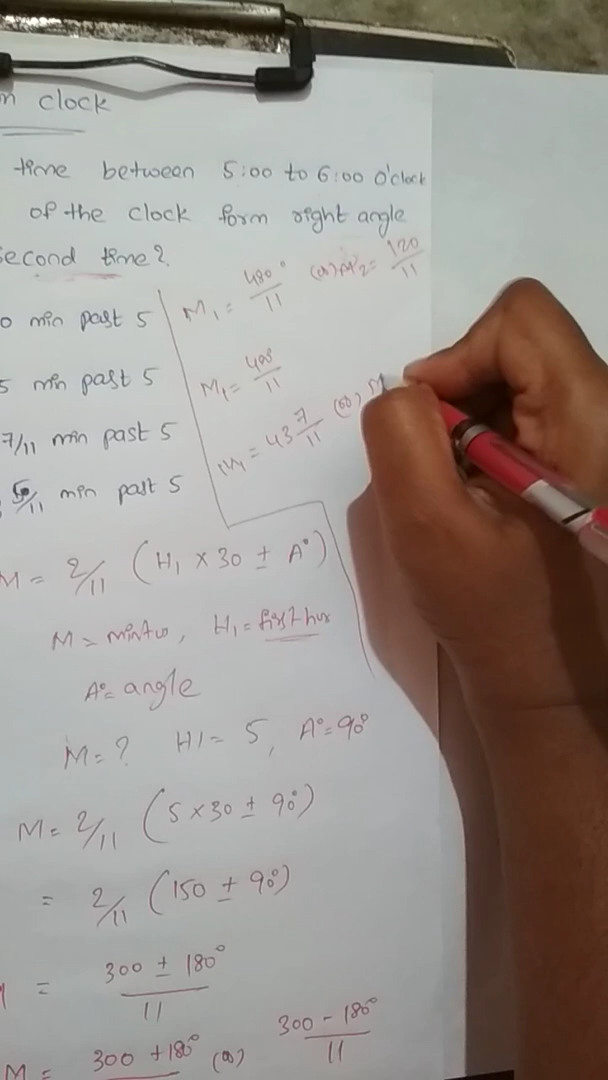 n clock
time between 5:00 to 6:00 O'clock
of the clock form right angle
second time?
0 min past 5
5 min past 5
7/11 min past 5
5/11 min past 5
M₁ = 480°/11 (or) M₂ = 120/11
M₁ = 480/11
M₁ = 43 7/11 (or) M
M = 2/11 (H₁ × 30 ± A°)
M = , H₁ = first hour
A° = angle
M = ? H1 = 5, A° = 90°
M = 2/11 (5 × 30 ± 90°)
= 2/11 (150 ± 90°)
= 300 ± 180°/11
M = 300 + 180° (or) 300 - 180°/11